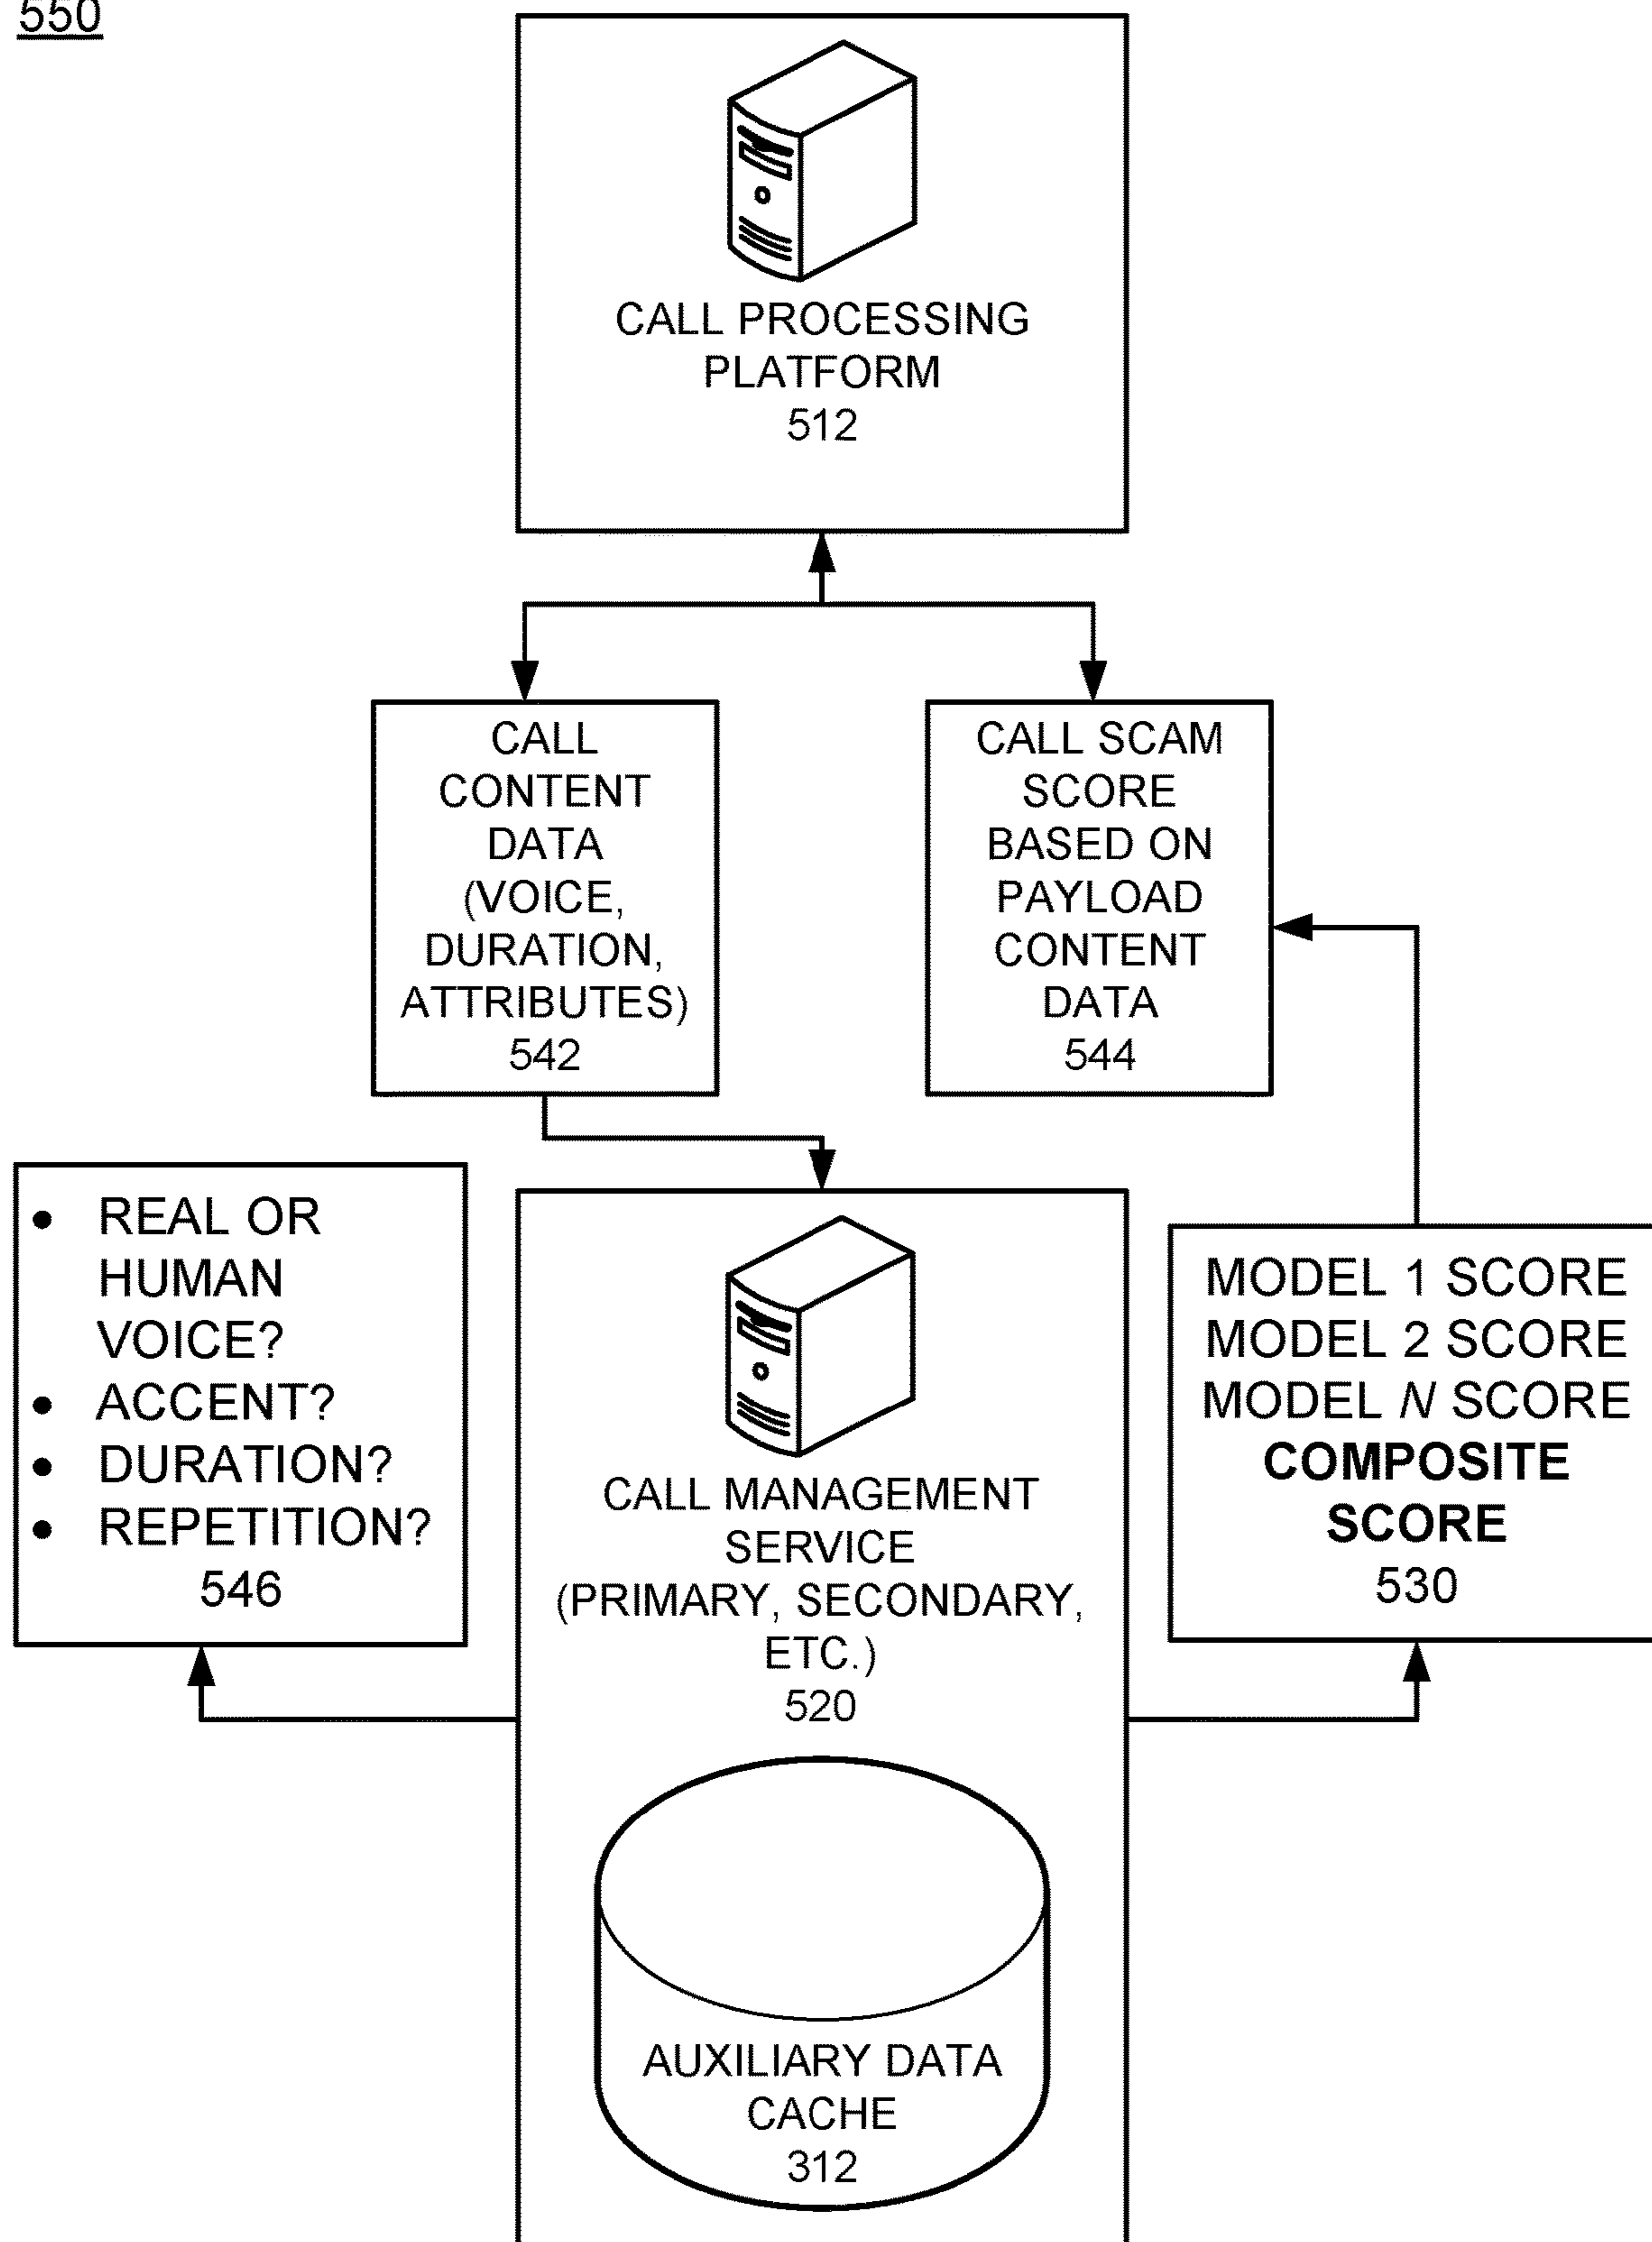 550
CALL PROCESSING
PLATFORM
512
CALL
CONTENT
DATA
(VOICE,
DURATION,
ATTRIBUTES)
542
CALL SCAM
SCORE
BASED ON
PAYLOAD
CONTENT
DATA
544
• REAL OR
HUMAN
VOICE?
• ACCENT?
• DURATION?
• REPETITION?
546
CALL MANAGEMENT
SERVICE
(PRIMARY, SECONDARY,
ETC.)
520
MODEL 1 SCORE
MODEL 2 SCORE
MODEL N SCORE
COMPOSITE
SCORE
530
AUXILIARY DATA
CACHE
312